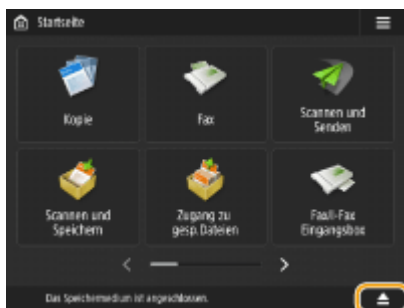 Startseite
Kopie
Fax
Scannen und
Senden
Scannen und
Speichern
Zugang zu
gesp.Dateien
Fax/I-Fax
Eingangsbox
Das Speichermedium ist angeschlossen.